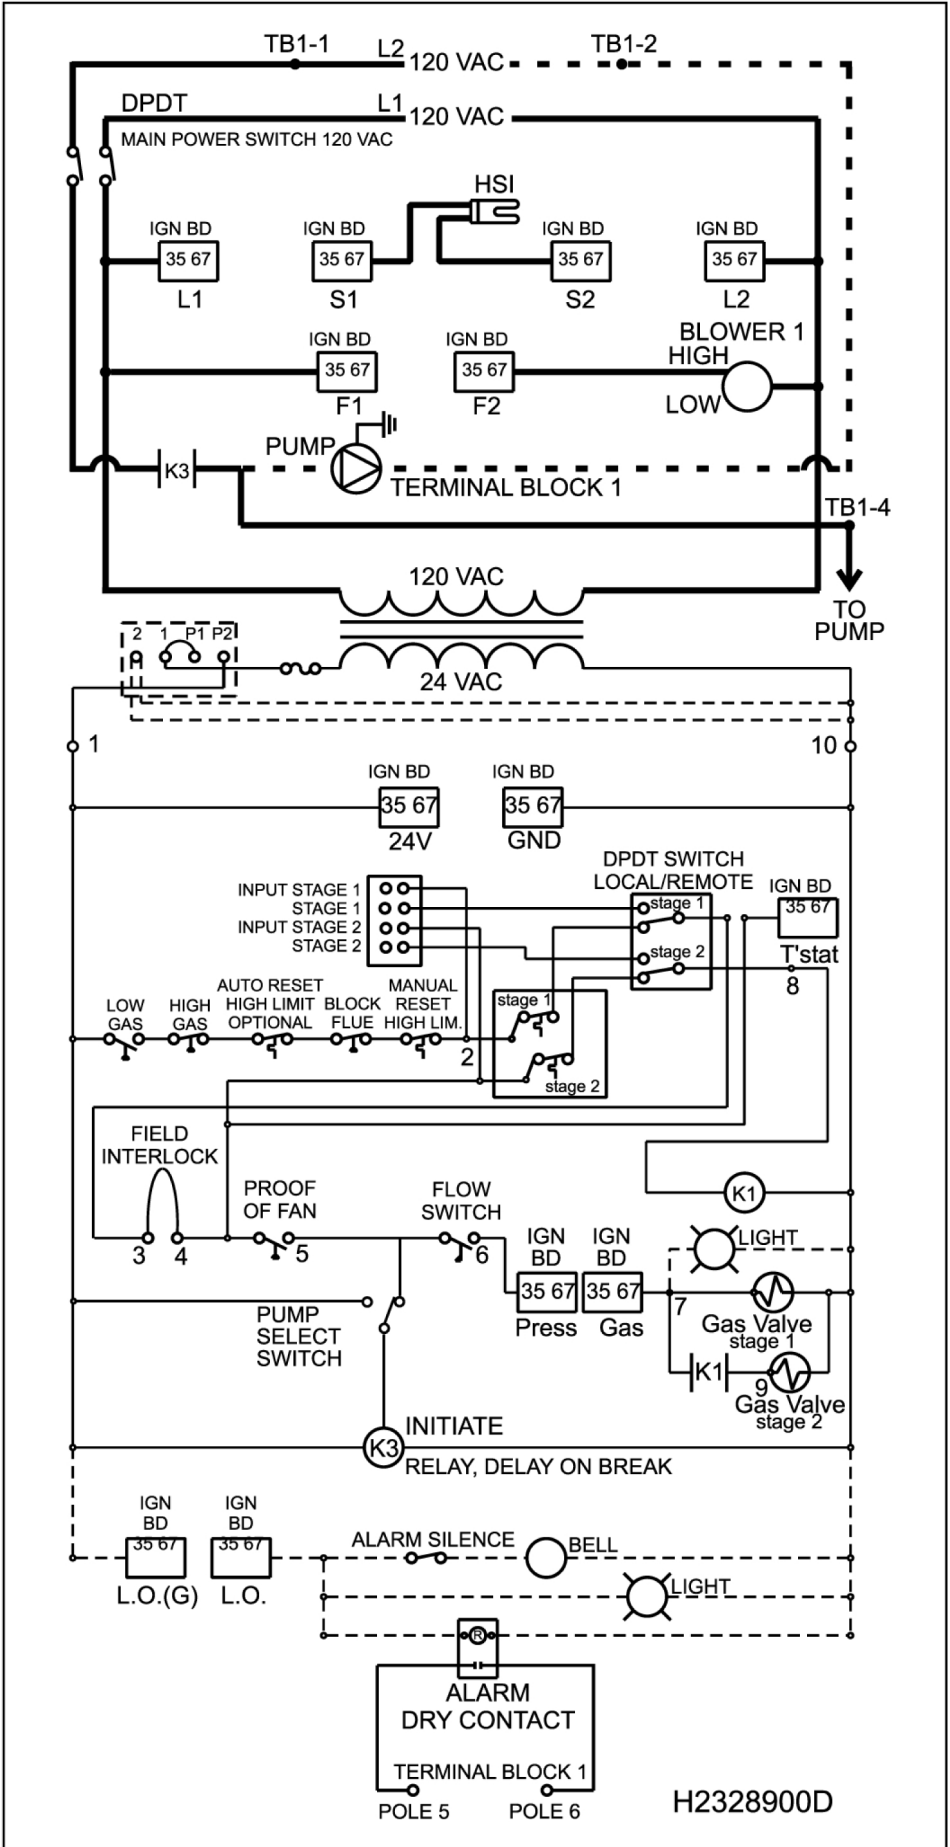 TB1-1
L2
120 VAC
TB1-2
DPDT
L1
120 VAC
MAIN POWER SWITCH 120 VAC
HSI
IGN BD
IGN BD
IGN BD
IGN BD
35 67
35 67
35 67
35 67
L1
S1
S2
L2
BLOWER 1
IGN BD
IGN BD
HIGH
35 67
35 67
F1
F2
LOW
PUMP
K3
TERMINAL BLOCK 1
TB1-4
120 VAC
TO
PUMP
2 1 P1 P2
24 VAC
1
10
IGN BD
IGN BD
35 67
35 67
24V
GND
DPDT SWITCH
LOCAL/REMOTE
IGN BD
INPUT STAGE 1
STAGE 1
INPUT STAGE 2
STAGE 2
stage 1
35 67
stage 2
T'stat
8
LOW
GAS
HIGH
GAS
AUTO RESET
HIGH LIMIT
OPTIONAL
BLOCK
FLUE
MANUAL
RESET
HIGH LIM.
2
stage 1
stage 2
FIELD
INTERLOCK
3
4
PROOF
OF FAN
5
FLOW
SWITCH
6
K1
LIGHT
IGN
BD
IGN
BD
35 67
35 67
Press
Gas
7
Gas Valve
stage 1
K1
9
Gas Valve
stage 2
PUMP
SELECT
SWITCH
INITIATE
K3
RELAY, DELAY ON BREAK
IGN
BD
IGN
BD
35 67
35 67
L.O.(G)
L.O.
ALARM SILENCE
BELL
LIGHT
R
ALARM
DRY CONTACT
TERMINAL BLOCK 1
POLE 5
POLE 6
H2328900D